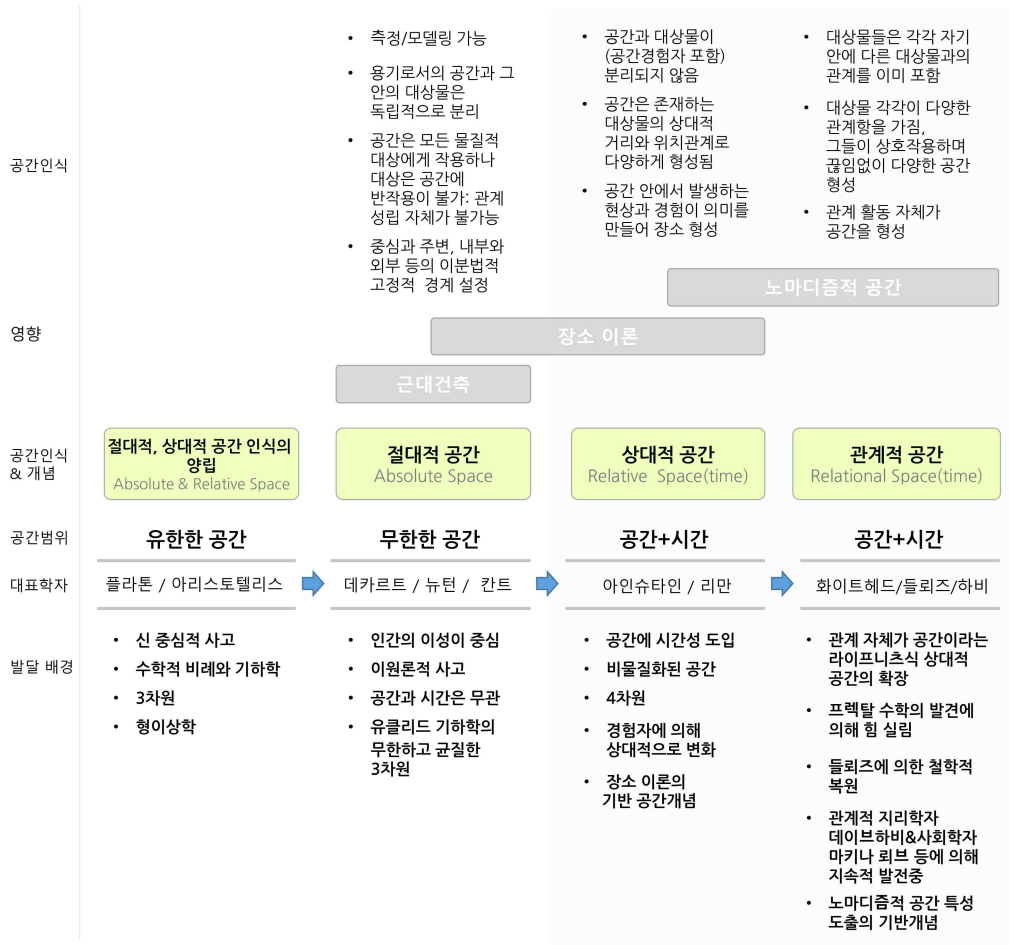 • 측정/모델링 가능
• 용기로서의 공간과 그
안의 대상물은
독립적으로 분리
• 공간은 모든 물질적
대상에게 작용하나
대상은 공간에
반작용이 불가: 관계
성립 자체가 불가능
• 중심과 주변, 내부와
외부 등의 이분법적
고정적 경계 설정
• 공간과 대상물이
(공간경험자 포함)
분리되지 않음
• 공간은 존재하는
대상물의 상대적
거리와 위치관계로
다양하게 형성됨
• 공간 안에서 발생하는
현상과 경험이 의미를
만들어 장소 형성
• 대상물들은 각각 자기
안에 다른 대상물과의
관계를 이미 포함
• 대상물 각각이 다양한
관계항을 가짐,
그들이 상호작용하며
끊임없이 다양한 공간
형성
• 관계 활동 자체가
공간을 형성
공간인식
노마디즘적 공간
영향
장소 이론
근대건축
공간인식
& 개념
절대적, 상대적 공간 인식의
양립
Absolute & Relative Space
절대적 공간
Absolute Space
상대적 공간
Relative Space(time)
관계적 공간
Relational Space(time)
공간범위
유한한 공간
무한한 공간
공간+시간
공간+시간
대표학자
플라톤 / 아리스토텔리스
데카르트 / 뉴턴 / 칸트
아인슈타인 / 리만
화이트헤드/들뢰즈/하비
발달 배경
• 신 중심적 사고
• 수학적 비례와 기하학
• 3차원
• 형이상학
• 인간의 이성이 중심
• 이원론적 사고
• 공간과 시간은 무관
• 유클리드 기하학의
무한하고 균질한
3차원
• 공간에 시간성 도입
• 비물질화된 공간
• 4차원
• 경험자에 의해
상대적으로 변화
• 장소 이론의
기반 공간개념
• 관계 자체가 공간이라는
라이프니츠식 상대적
공간의 확장
• 프렉탈 수학의 발견에
의해 힘 실림
• 들뢰즈에 의한 철학적
복원
• 관계적 지리학자
데이브하비&사회학자
마키나 뢰브 등에 의해
지속적 발전중
• 노마디즘적 공간 특성
도출의 기반개념